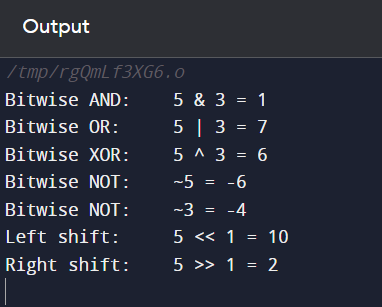 Output
/tmp/rgQmLf3XG6.o
Bitwise AND:    5 & 3 = 1
Bitwise OR:     5 | 3 = 7
Bitwise XOR:    5 ^ 3 = 6
Bitwise NOT:    ~5 = -6
Bitwise NOT:    ~3 = -4
Left shift:     5 << 1 = 10
Right shift:    5 >> 1 = 2